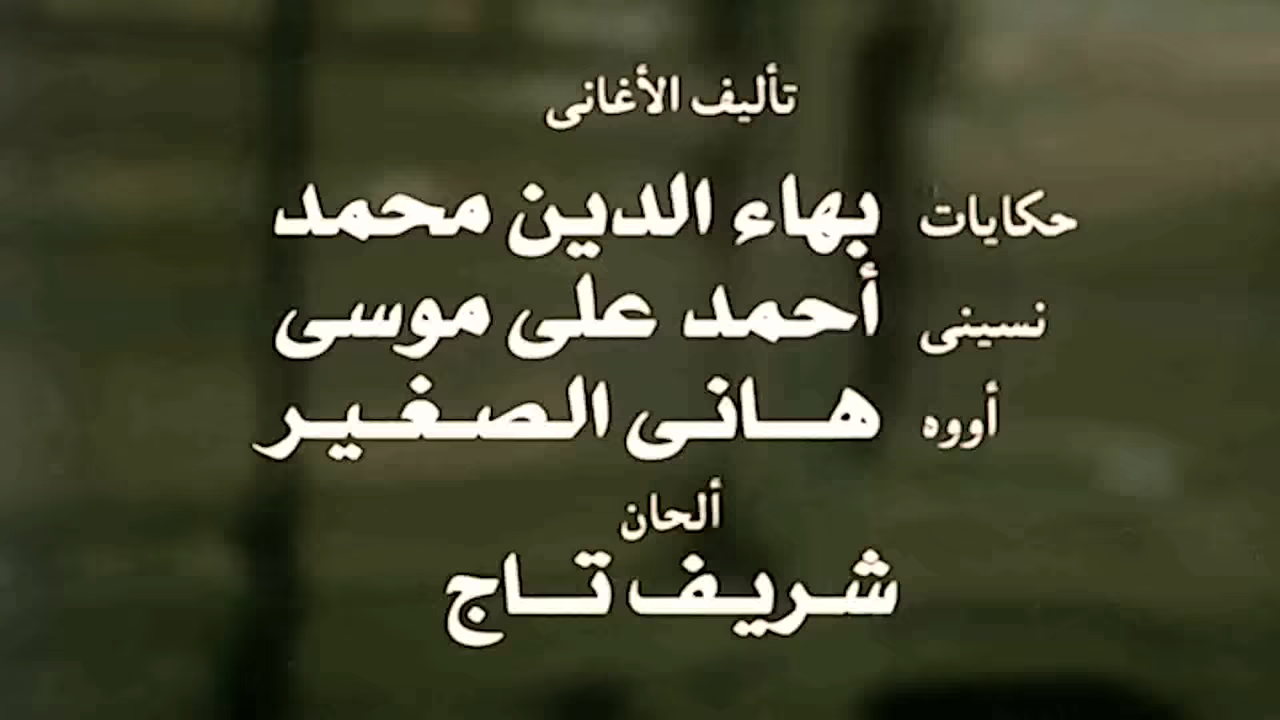 تأليف الأغانى
حكايات بهاء الدين محمد
نسينى أحمد على موسى
أووه هانى الصغير
ألحان
شريف تاج